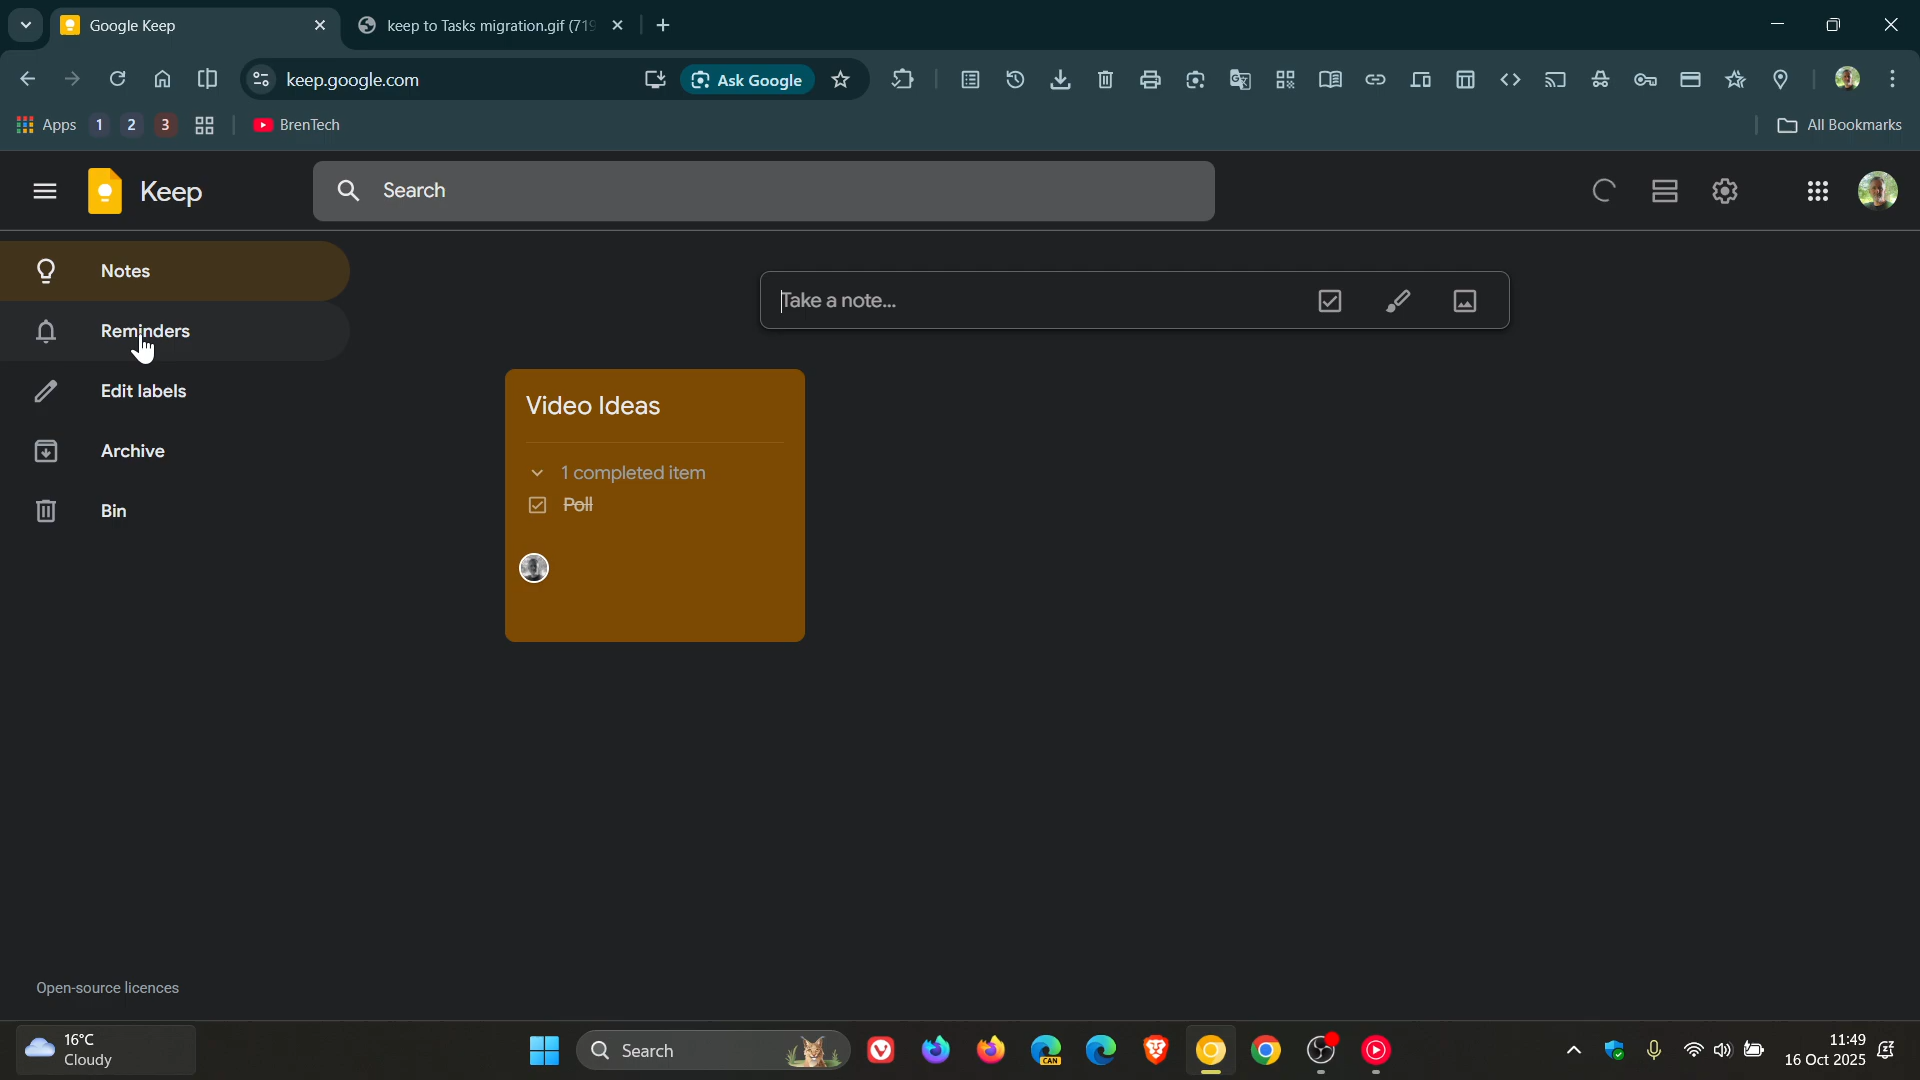 Google Keep
keep to Tasks migration.gif (719
keep.google.com
Ask Google
Apps
1
2
3
BrenTech
All Bookmarks
Keep
Search
Notes
Take a note...
Reminders
Edit labels
Archive
Bin
Video Ideas
1 completed item
Poll
Open-source licences
16°C
Cloudy
Search
CAN
11:49
16 Oct 2025